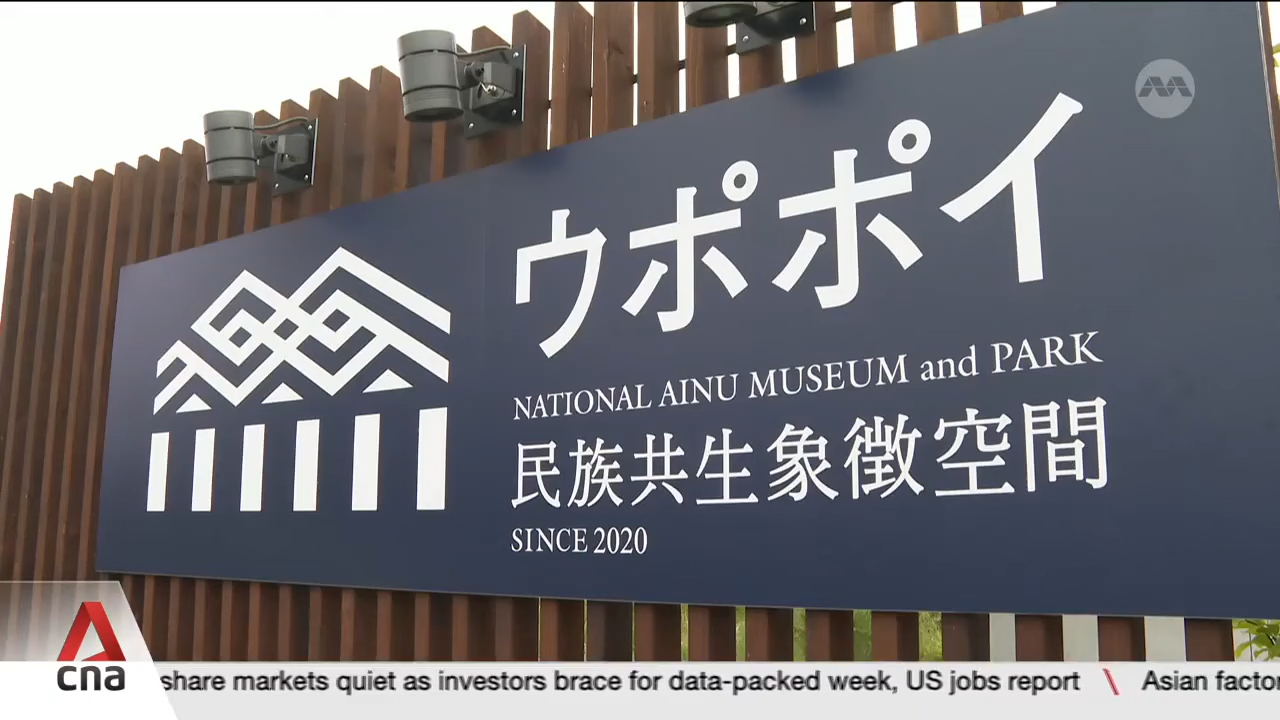 ウポポイ
NATIONAL AINU MUSEUM and PARK
民族共生象徴空間
SINCE 2020
cna
share markets quiet as investors brace for data-packed week, US jobs report \ Asian